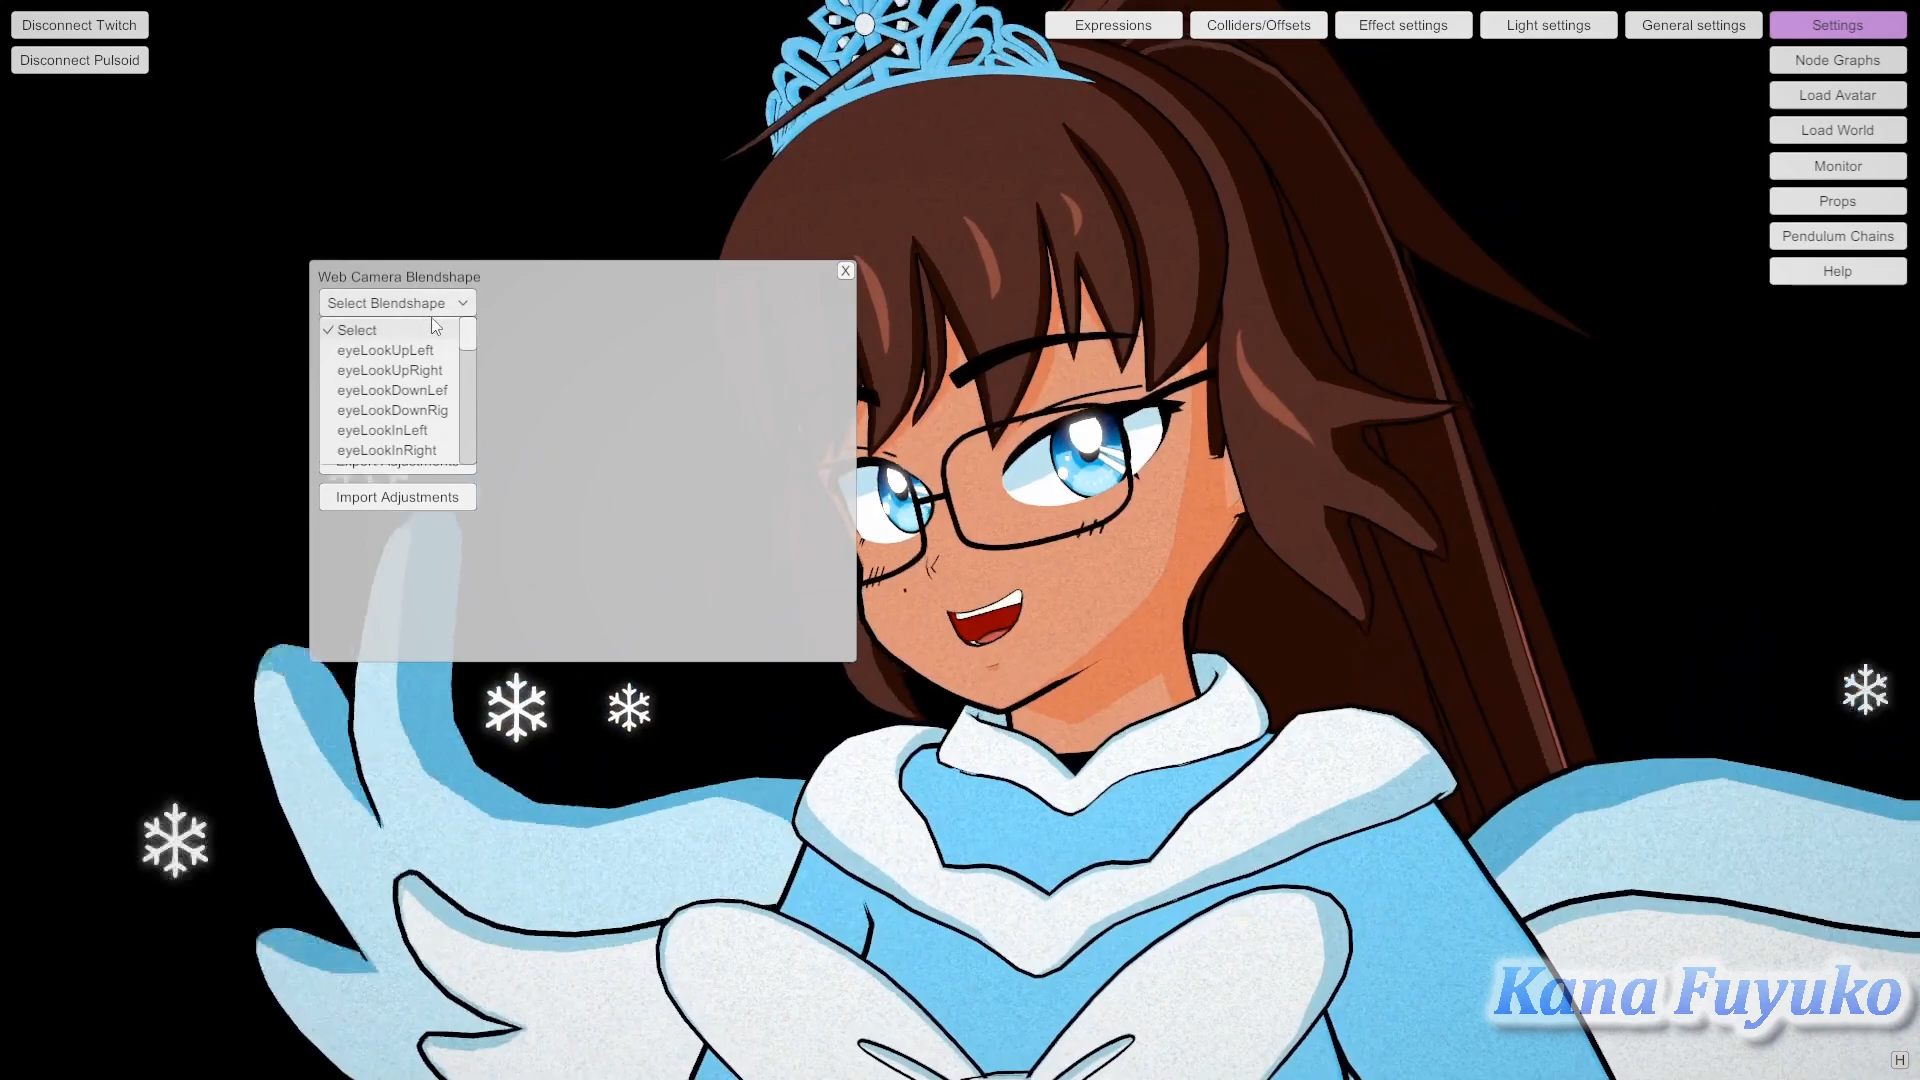 Disconnect Twitch
Disconnect Pulsoid
Expressions
Colliders/Offsets
Effect settings
Light settings
General settings
Settings
Node Graphs
Load Avatar
Load World
Monitor
Props
Pendulum Chains
Help
Web Camera Blendshape
X
Select Blendshape
Select
eyeLookUpLeft
eyeLookUpRight
eyeLookDownLef
eyeLookDownRig
eyeLookInLeft
eyeLookInRight
Export Adjustments
Import Adjustments
Kana Fuyuko
H